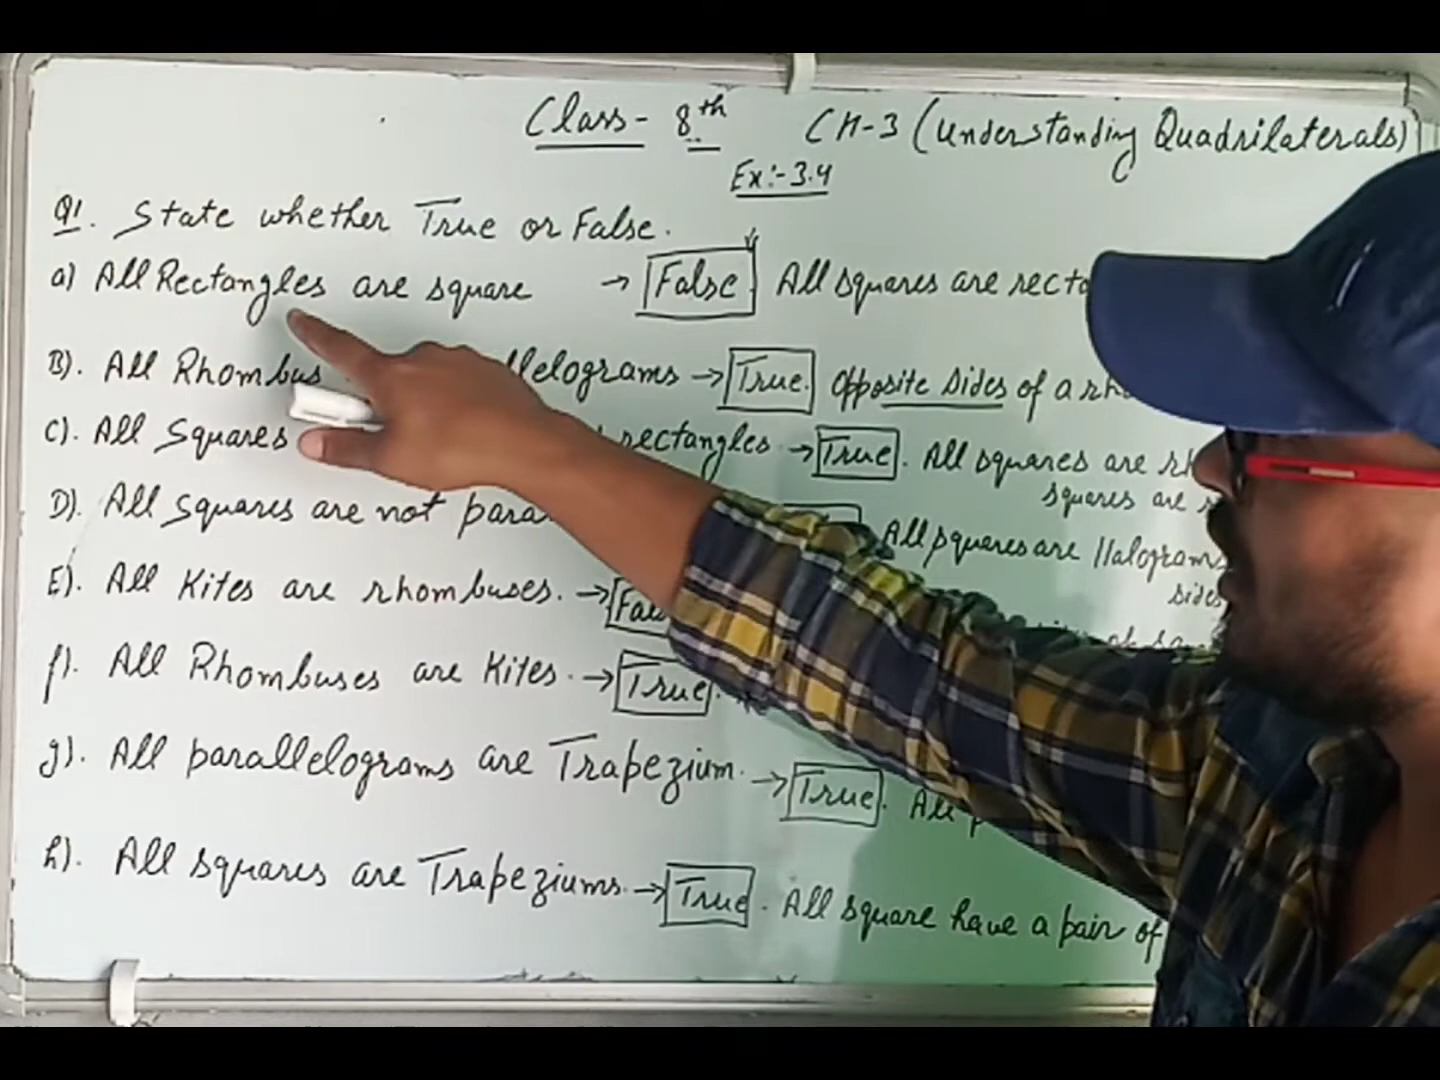 Class- 8th CH-3 (Understanding Quadrilaterals)
Ex:-3.4
Q1. State whether True or False.
a) All Rectangles are square → False. All squares are
B). All Rhombus → True. Opposite sides of a
C). All Squares rectangles → True. All squares are
squares are
D). All squares are not All squares are llalograms
sides
E). All Kites are rhombuses. →
f). All Rhombuses are Kites. → True.
g). All parallelograms are Trapezium. → True. All
h). All squares are Trapeziums. → True. All square have a pair of